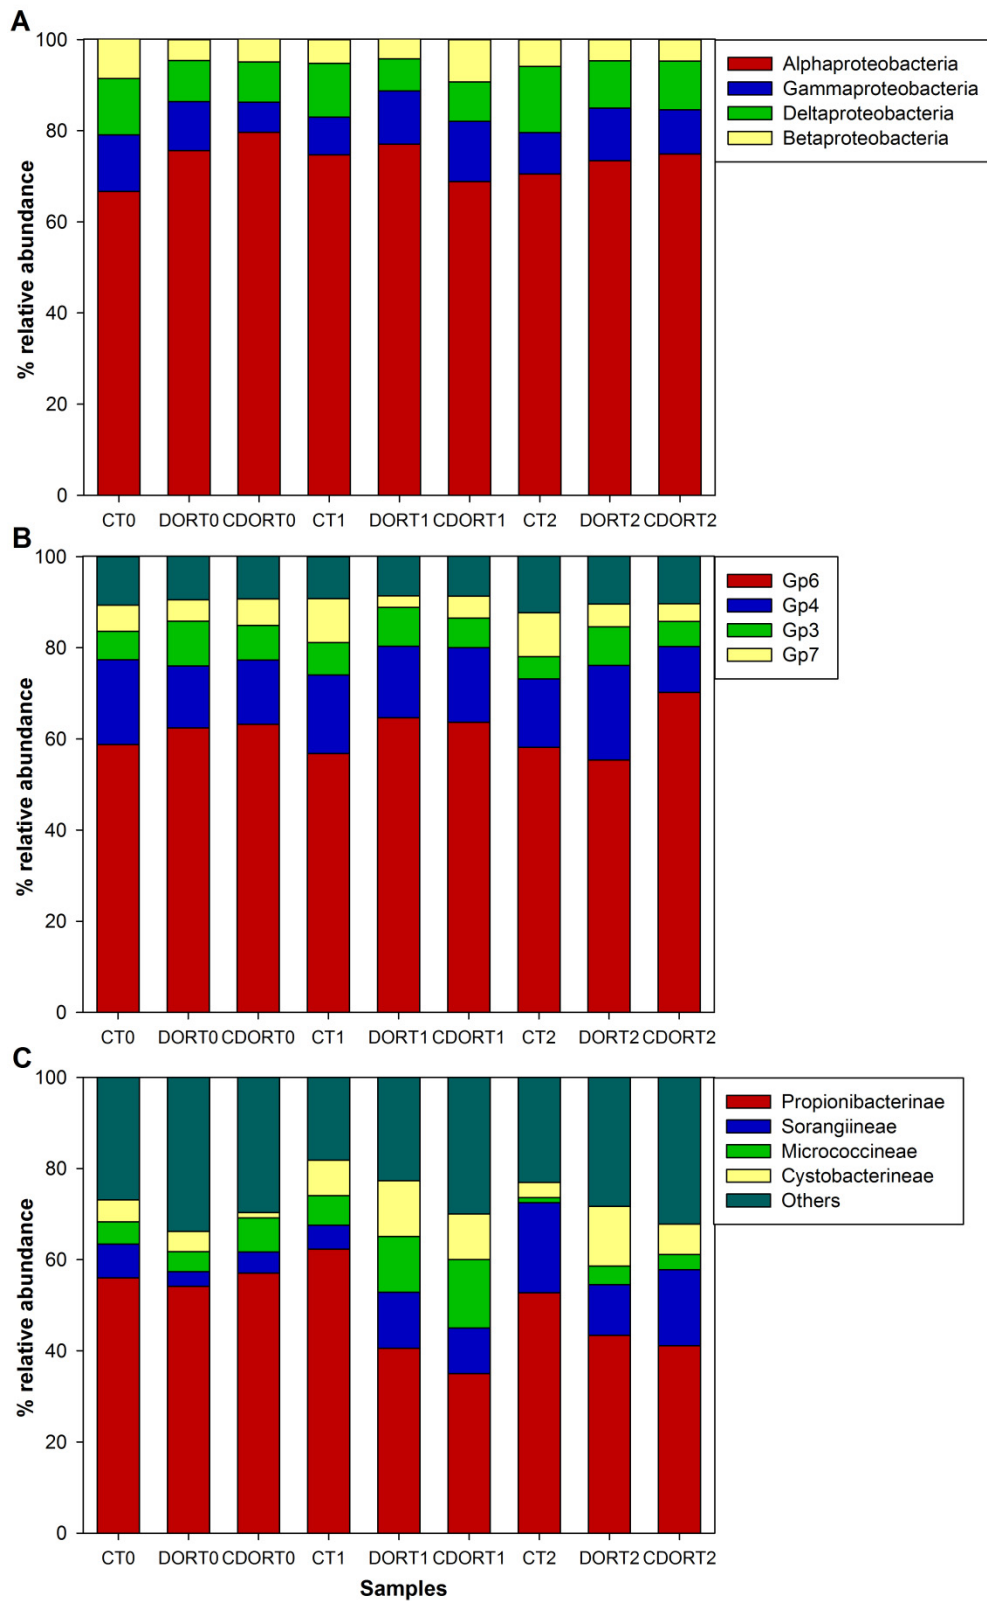 A
100
80
60
40
20
0
% relative abundance
CT0 DORT0 CDORT0 CT1 DORT1 CDORT1 CT2 DORT2 CDORT2
Alphaproteobacteria
Gammaproteobacteria
Deltaproteobacteria
Betaproteobacteria
B
100
80
60
40
20
0
% relative abundance
CT0 DORT0 CDORT0 CT1 DORT1 CDORT1 CT2 DORT2 CDORT2
Gp6
Gp4
Gp3
Gp7
C
100
80
60
40
20
0
% relative abundance
CT0 DORT0 CDORT0 CT1 DORT1 CDORT1 CT2 DORT2 CDORT2
Samples
Propionibacterinae
Sorangiineae
Micrococcineae
Cystobacterineae
Others